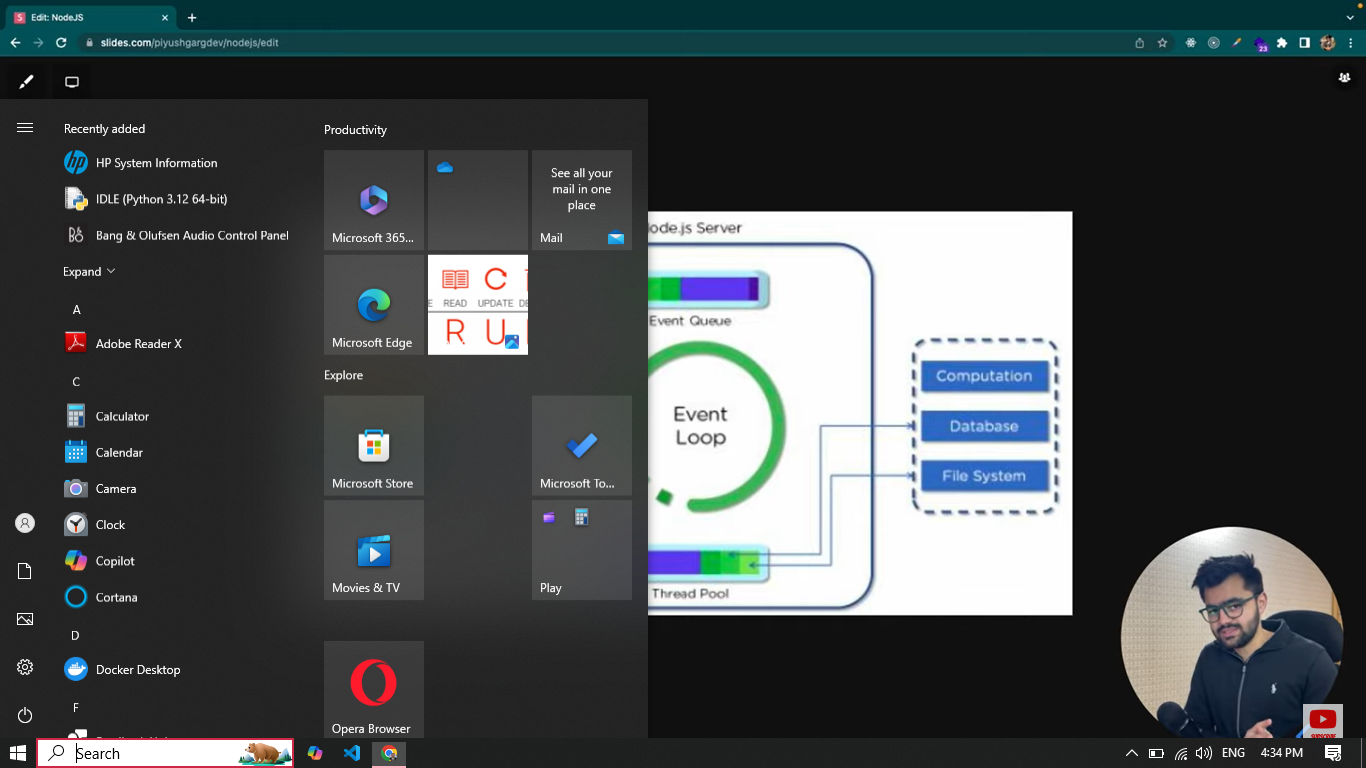 Edit: NodeJS
slides.com/piyushgargdev/nodejs/edit
23
Recently added
HP System Information
IDLE (Python 3.12 64-bit)
Bang & Olufsen Audio Control Panel
Expand
A
Adobe Reader X
C
Calculator
Calendar
Camera
Clock
Copilot
Cortana
D
Docker Desktop
F
Productivity
Microsoft 365...
See all your
mail in one
place
Mail
Microsoft Edge
C
E READ UPDATE DE
R U
Explore
Microsoft Store
Microsoft To...
Movies & TV
Play
Opera Browser
ode.js Server
Event Queue
Event
Loop
Thread Pool
Computation
Database
File System
Search
ENG
4:34 PM